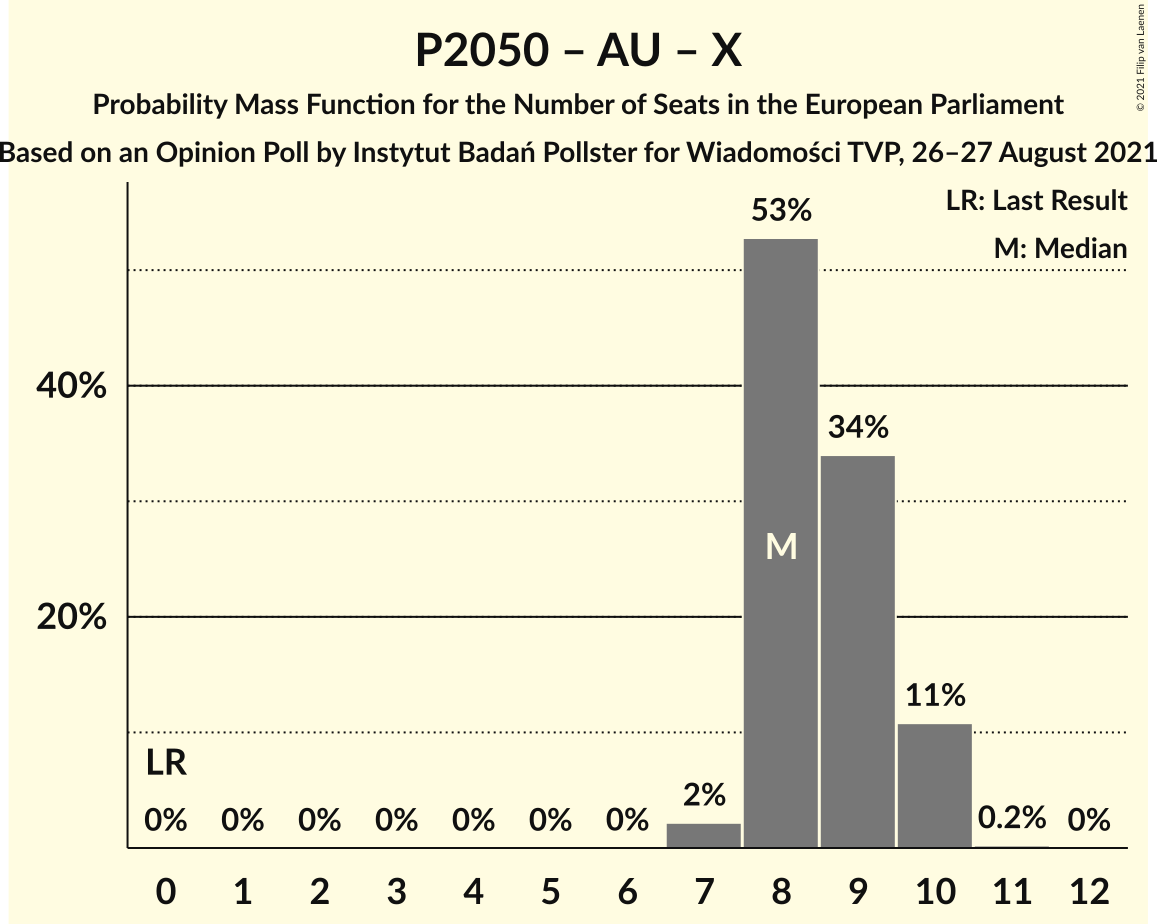 P2050 – AU – X
Probability Mass Function for the Number of Seats in the European Parliament
Based on an Opinion Poll by Instytut Badań Pollster for Wiadomości TVP, 26–27 August 2021
© 2021 Filip van Laenen
LR: Last Result
M: Median
53%
40%
34%
M
20%
11%
LR
0% 0% 0% 0% 0% 0% 0% 2% 0.2% 0%
0 1 2 3 4 5 6 7 8 9 10 11 12